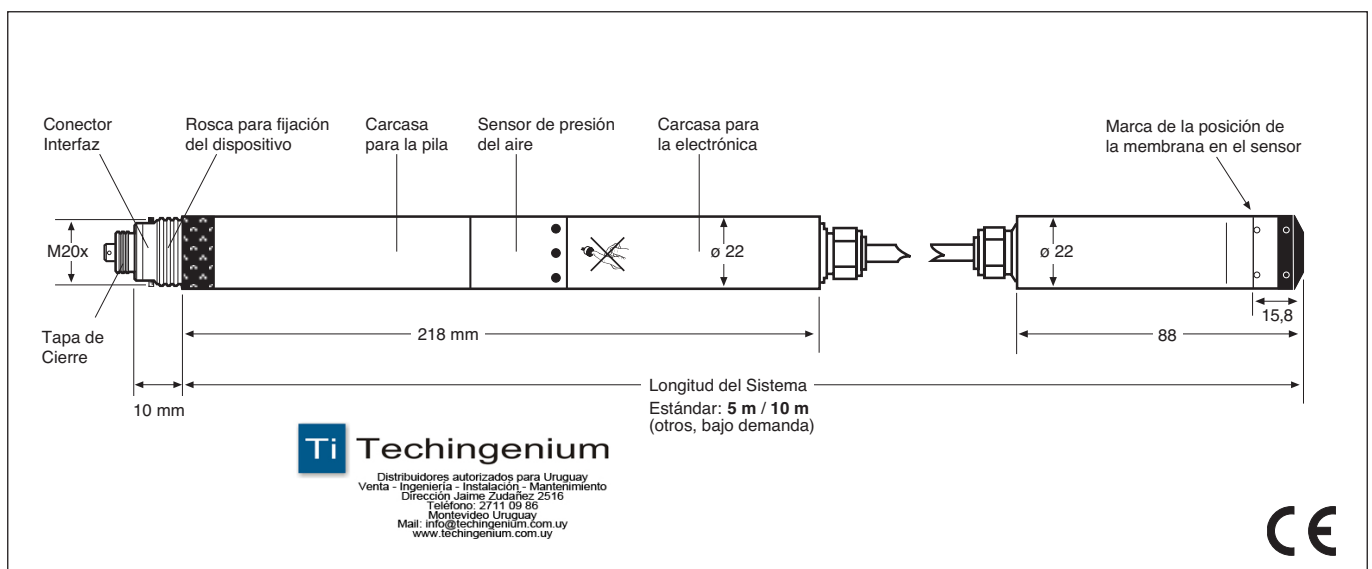 Conector
Interfaz
Rosca para fijación
del dispositivo
Carcasa
para la pila
Sensor de presión
del aire
Carcasa para
la electrónica
Marca de la posición de
la membrana en el sensor
M20x
ø 22
ø 22
15,8
Tapa de
Cierre
218 mm
88
10 mm
Longitud del Sistema
Estándar: 5 m / 10 m
(otros, bajo demanda)
Ti Techingenium
Distribuidores autorizados para Uruguay
Venta - Ingeniería - Instalación - Mantenimiento
Dirección Jaime Zudañez 2516
Teléfono: 2711 09 86
Montevideo Uruguay
Mail: info@techingenium.com.uy
www.techingenium.com.uy
CE